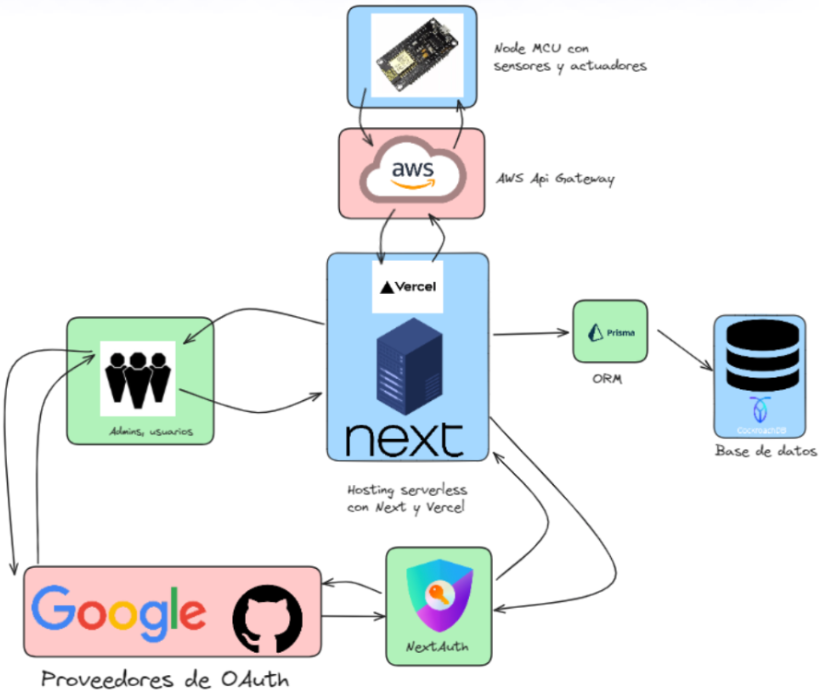 Node MCU con
sensores y actuadores
aws
AWS Api Gateway
Vercel
Prisma
ORM
next
Admins, usuarios
CockroachDB
Base de datos
Hosting serverless
con Next y Vercel
Google
NextAuth
Proveedores de OAuth